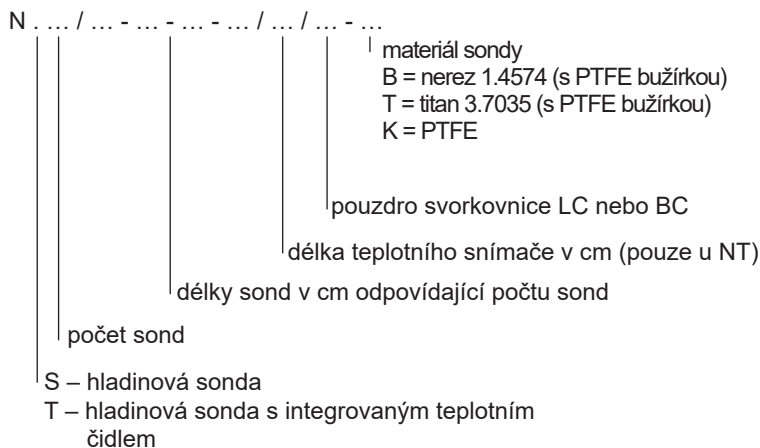 N . ... / ... - ... - ... - ... / ... / ... - ...
materiál sondy
B = nerez 1.4574 (s PTFE bužírkou)
T = titan 3.7035 (s PTFE bužírkou)
K = PTFE
pouzdro svorkovnice LC nebo BC
délka teplotního snímače v cm (pouze u NT)
délky sond v cm odpovídající počtu sond
počet sond
S – hladinová sonda
T – hladinová sonda s integrovaným teplotním
čidlem